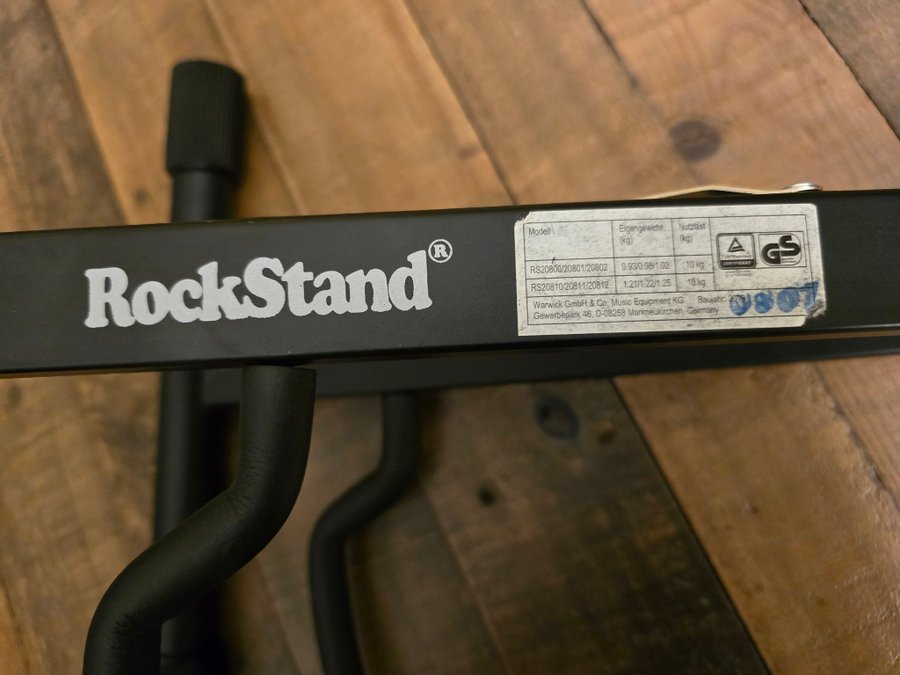 RockStand®
Modell Eigengewicht (kg) Nutzlast (kg)
RS20800/20801/20802 0.93/0.98/1.02 10 kg
RS20810/20811/20812 1.21/1.22/1.25 10 kg
Warwick GmbH & Co. Music Equipment KG Baujahr: 0807
Gewerbepark 46, D-08258 Markneukirchen, Germany
GS